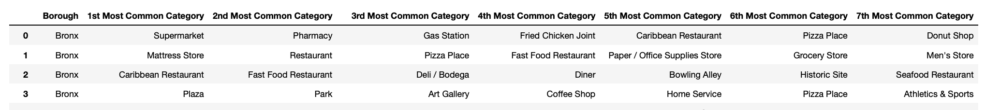 Borough 1st Most Common Category 2nd Most Common Category 3rd Most Common Category 4th Most Common Category 5th Most Common Category 6th Most Common Category 7th Most Common Category
0 Bronx Supermarket Pharmacy Gas Station Fried Chicken Joint Caribbean Restaurant Pizza Place Donut Shop
1 Bronx Mattress Store Restaurant Pizza Place Fast Food Restaurant Paper / Office Supplies Store Grocery Store Men's Store
2 Bronx Caribbean Restaurant Fast Food Restaurant Deli / Bodega Diner Bowling Alley Historic Site Seafood Restaurant
3 Bronx Plaza Park Art Gallery Coffee Shop Home Service Pizza Place Athletics & Sports